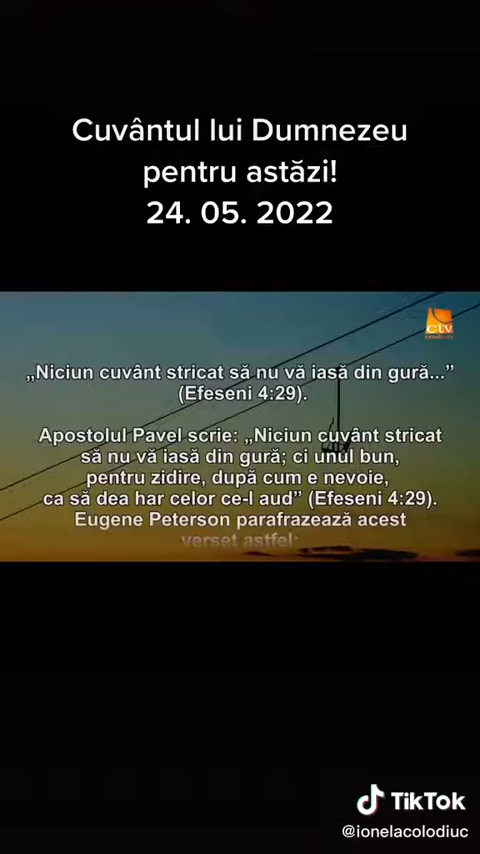 Cuvântul lui Dumnezeu
pentru astăzi!
24. 05. 2022
ctv
„Niciun cuvânt stricat să nu vă iasă din gură...”
(Efeseni 4:29).
Apostolul Pavel scrie: „Niciun cuvânt stricat
să nu vă iasă din gură; ci unul bun,
pentru zidire, după cum e nevoie,
ca să dea har celor ce-l aud” (Efeseni 4:29).
Eugene Peterson parafrazează acest
verset astfel:
TikTok
@ionelacolodiuc